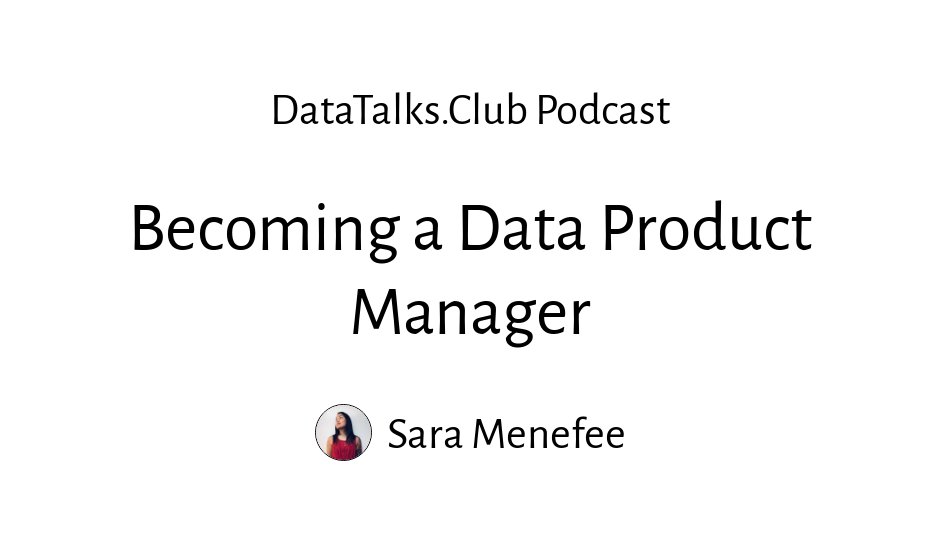 DataTalks.Club Podcast
Becoming a Data Product
Manager
Sara Menefee